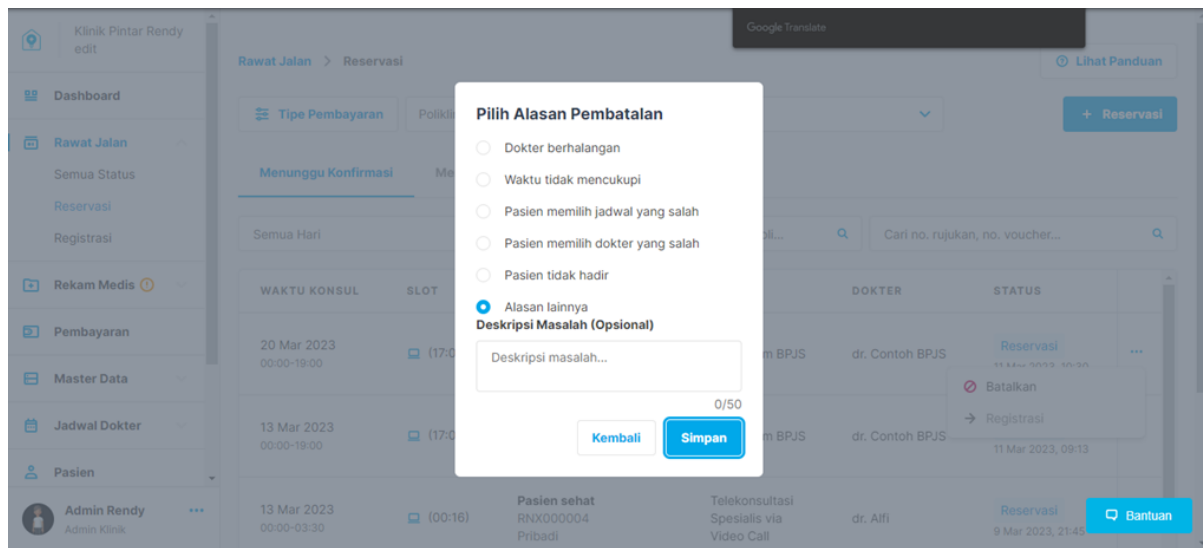 Klinik Pintar Rendy
edit
Google Translate
Rawat Jalan > Reservasi
Lihat Panduan
Dashboard
Tipe Pembayaran
+ Reservasi
Rawat Jalan
Semua Status
Reservasi
Registrasi
Menunggu Konfirmasi
Semua Hari
Cari no. rujukan, no. voucher...
Rekam Medis
Pembayaran
Master Data
Jadwal Dokter
Pasien
Admin Rendy
Admin Klinik
Pilih Alasan Pembatalan
Dokter berhalangan
Waktu tidak mencukupi
Pasien memilih jadwal yang salah
Pasien memilih dokter yang salah
Pasien tidak hadir
Alasan lainnya
Deskripsi Masalah (Opsional)
Deskripsi masalah...
0/50
Kembali
Simpan
WAKTU KONSUL SLOT DOKTER STATUS
20 Mar 2023
00:00-19:00
BPJS
dr. Contoh BPJS
Reservasi
11 Mar 2023, 10:30
Batalkan
Registrasi
13 Mar 2023
00:00-19:00
BPJS
dr. Contoh BPJS
11 Mar 2023, 09:13
13 Mar 2023
00:00-03:30
(00:16)
Pasien sehat
RNX000004
Pribadi
Telekonsultasi
Spesialis via
Video Call
dr. Alfi
Reservasi
9 Mar 2023, 21:45
Bantuan